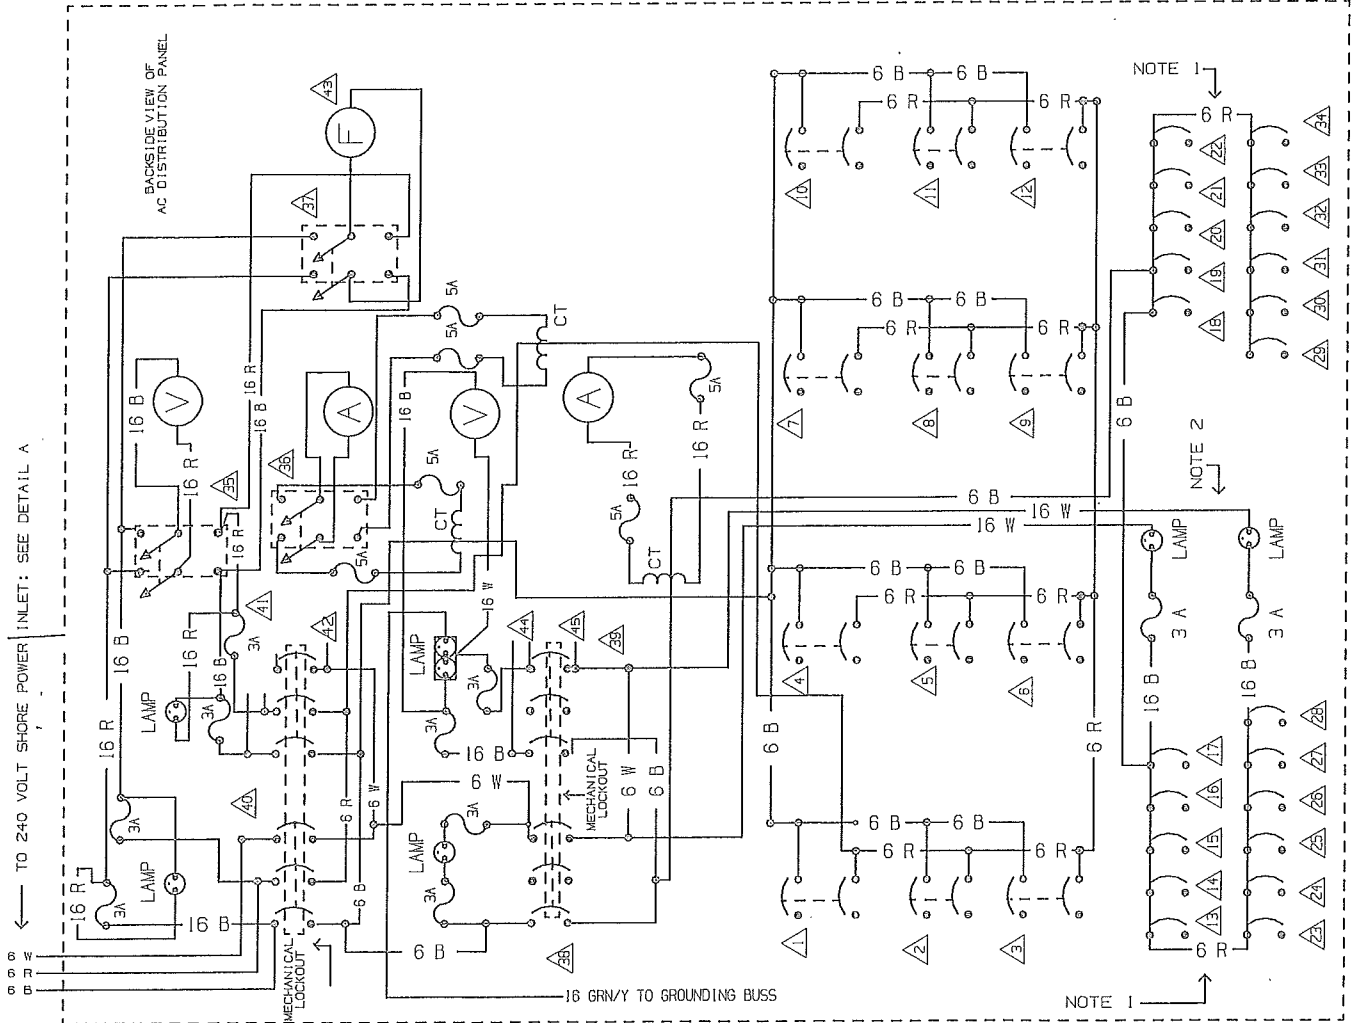 TO 240 VOLT SHORE POWER INLET: SEE DETAIL A
BACKSIDE VIEW OF
AC DISTRIBUTION PANEL
NOTE 1
43
F
37
6 B
6 B
6 R
6 R
10
11
12
6 R
22
34
21
33
20
32
19
31
18
30
29
5A
5A
CT
16 R
16 B
16 B
V
16 R
35
A
36
16 B
V
5A
CT
5A
A
5A
16 R
16 R
5A
CT
6 B
6 B
6 R
6 R
7
8
9
6 B
NOTE 2
6 B
16 W
16 W
LAMP
LAMP
3 A
3 A
16 B
16 B
16 R
41
3A
42
16 R
16 B
LAMP
3A
16 B
16 R
40
3A
LAMP
16 R
3A
16 B
6 W
6 R
6 B
MECHANICAL
LOCKOUT
6 R
6 B
6 W
16 W
LAMP
3A
3A
16 B
44
45
39
MECHANICAL
LOCKOUT
6 W
6 B
6 W
LAMP
3A
3A
6 B
38
16 GRN/Y TO GROUNDING BUSS
6 B
6 B
6 R
6 R
4
5
6
6 B
6 R
6 B
6 B
6 R
6 R
1
2
3
17
28
16
27
15
26
14
25
13
24
23
6 R
NOTE 1